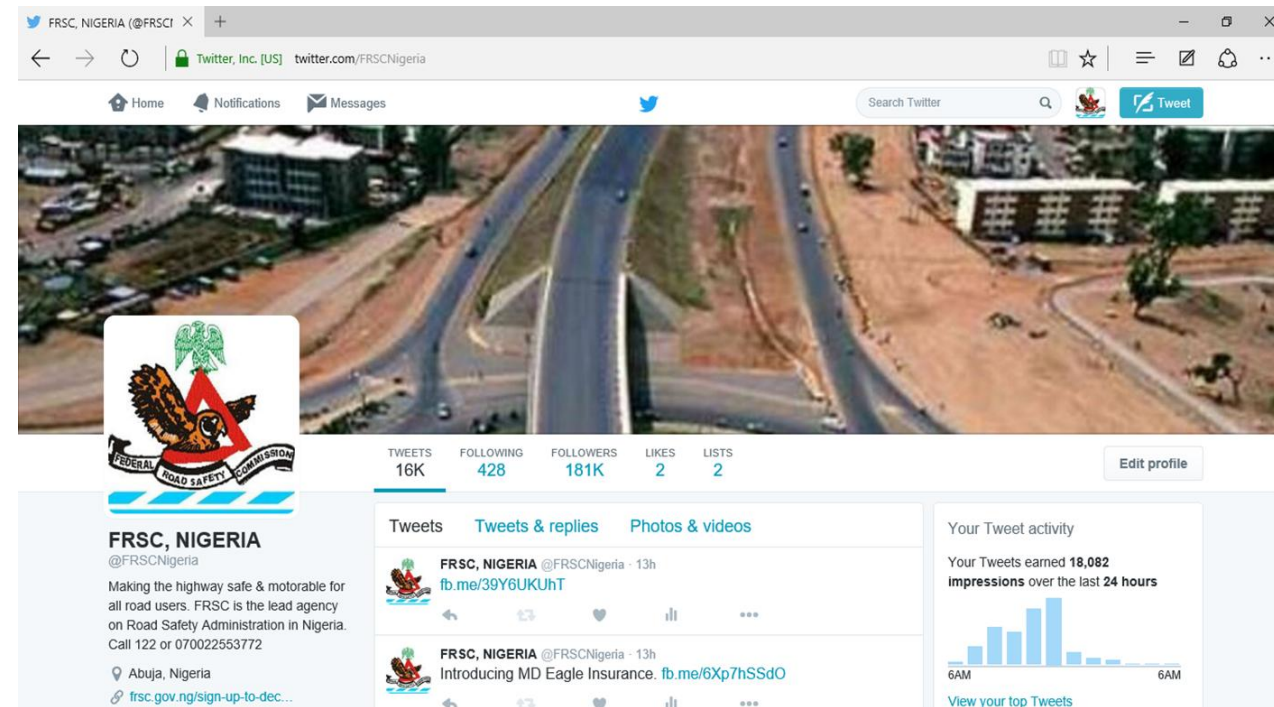 FRSC, NIGERIA (@FRSCI
Twitter, Inc. [US] twitter.com/FRSCNigeria
Home Notifications Messages
Search Twitter
Tweet
FEDERAL ROAD SAFETY COMMISSION
TWEETS FOLLOWING FOLLOWERS LIKES LISTS
16K 428 181K 2 2
Edit profile
FRSC, NIGERIA
@FRSCNigeria
Making the highway safe & motorable for
all road users. FRSC is the lead agency
on Road Safety Administration in Nigeria.
Call 122 or 070022553772
Abuja, Nigeria
frsc.gov.ng/sign-up-to-dec...
Tweets Tweets & replies Photos & videos
FRSC, NIGERIA @FRSCNigeria · 13h
fb.me/39Y6UKUhT
FRSC, NIGERIA @FRSCNigeria · 13h
Introducing MD Eagle Insurance. fb.me/6Xp7hSSdO
Your Tweet activity
Your Tweets earned 18,082
impressions over the last 24 hours
6AM 6AM
View your top Tweets